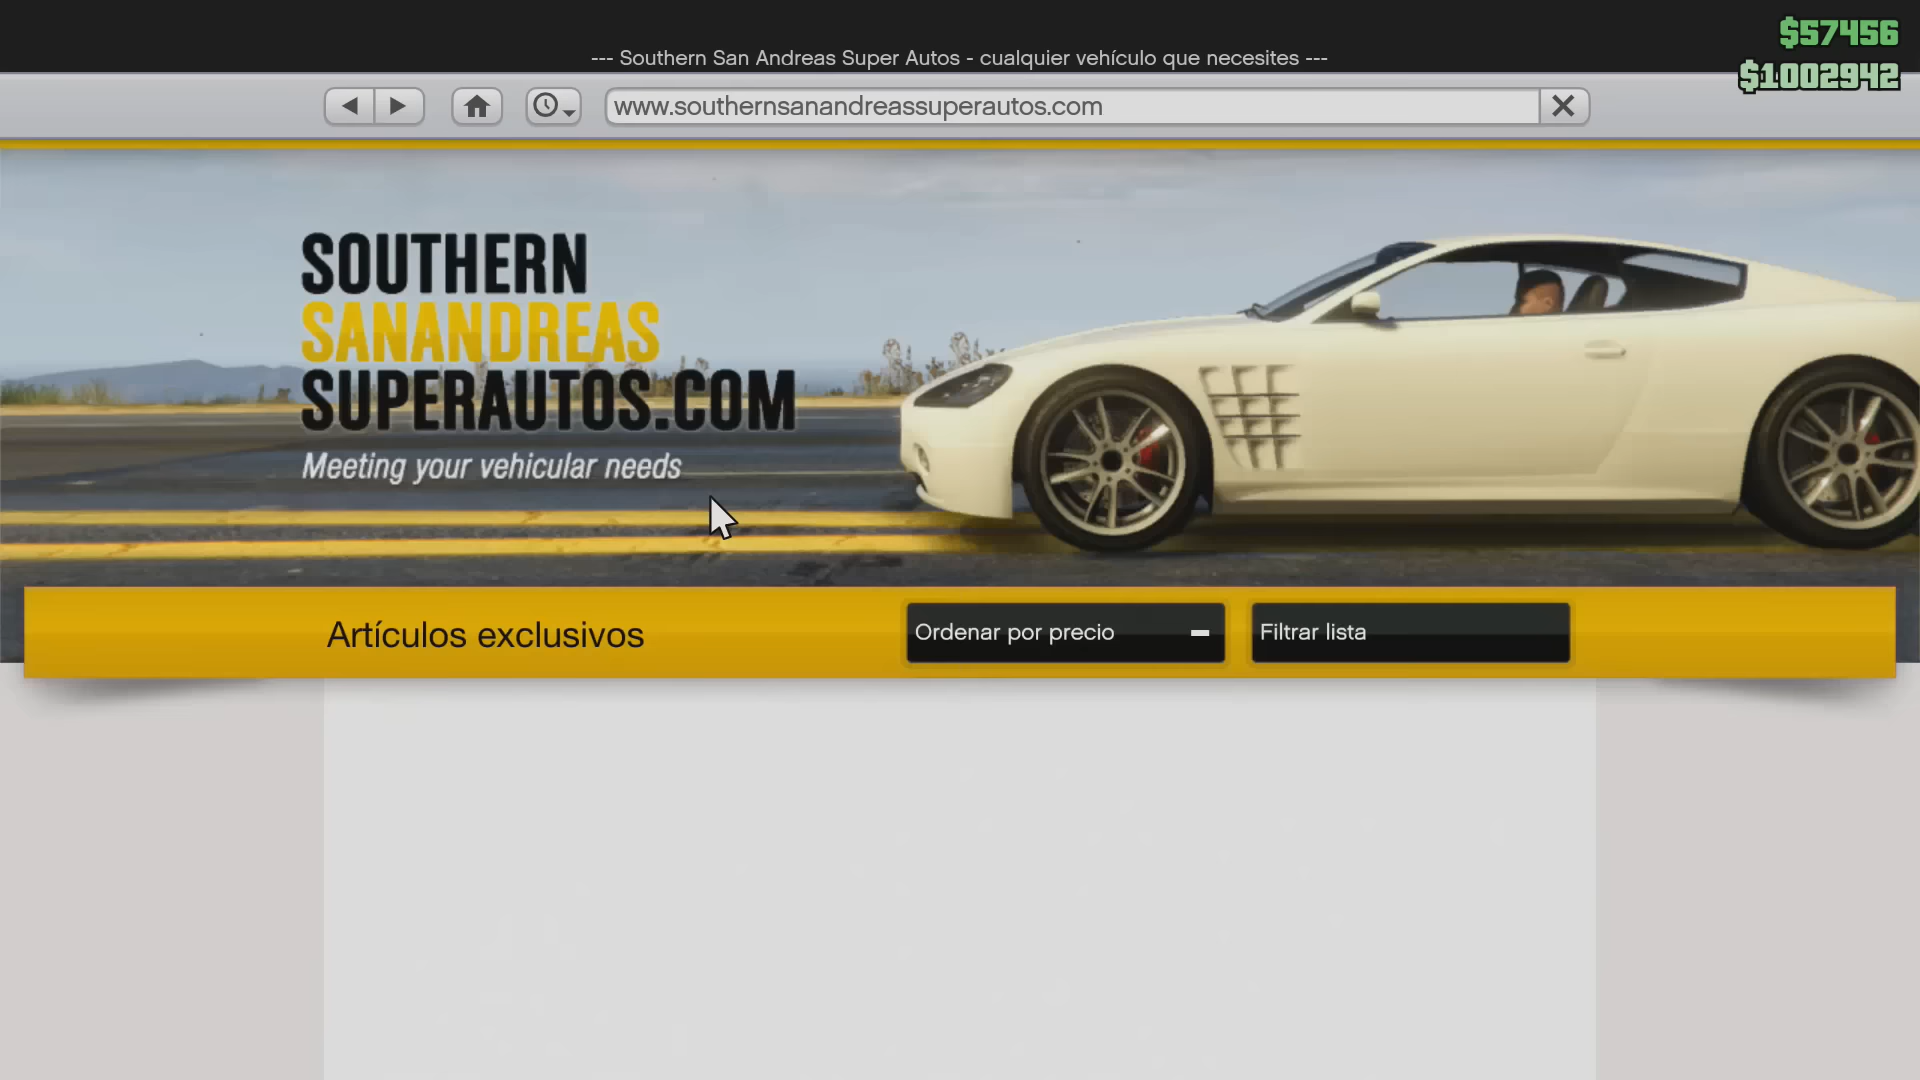 $57456
--- Southern San Andreas Super Autos - cualquier vehículo que necesites ---
$1002942
www.southernsanandreassuperautos.com
SOUTHERN
SANANDREAS
SUPERAUTOS.COM
Meeting your vehicular needs
Artículos exclusivos
Ordenar por precio
Filtrar lista